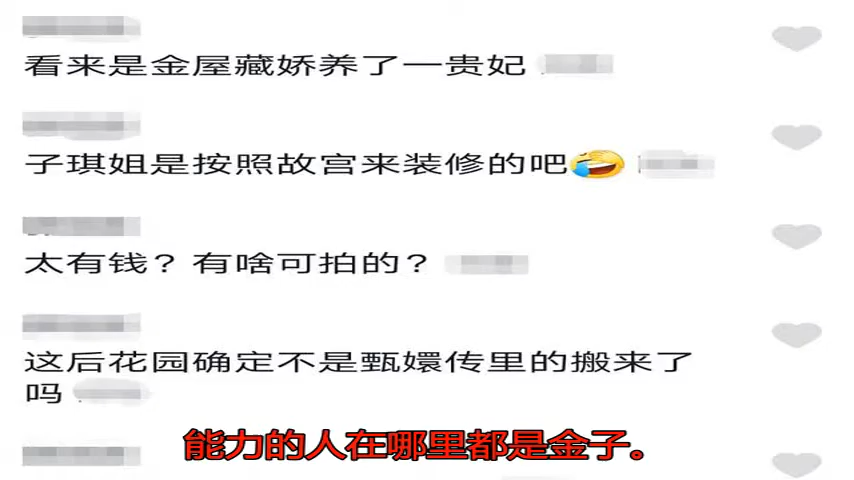 看来是金屋藏娇养了一贵妃
子琪姐是按照故宫来装修的吧🤣
太有钱？有啥可拍的？
这后花园确定不是甄嬛传里的搬来了
吗
能力的人在哪里都是金子。